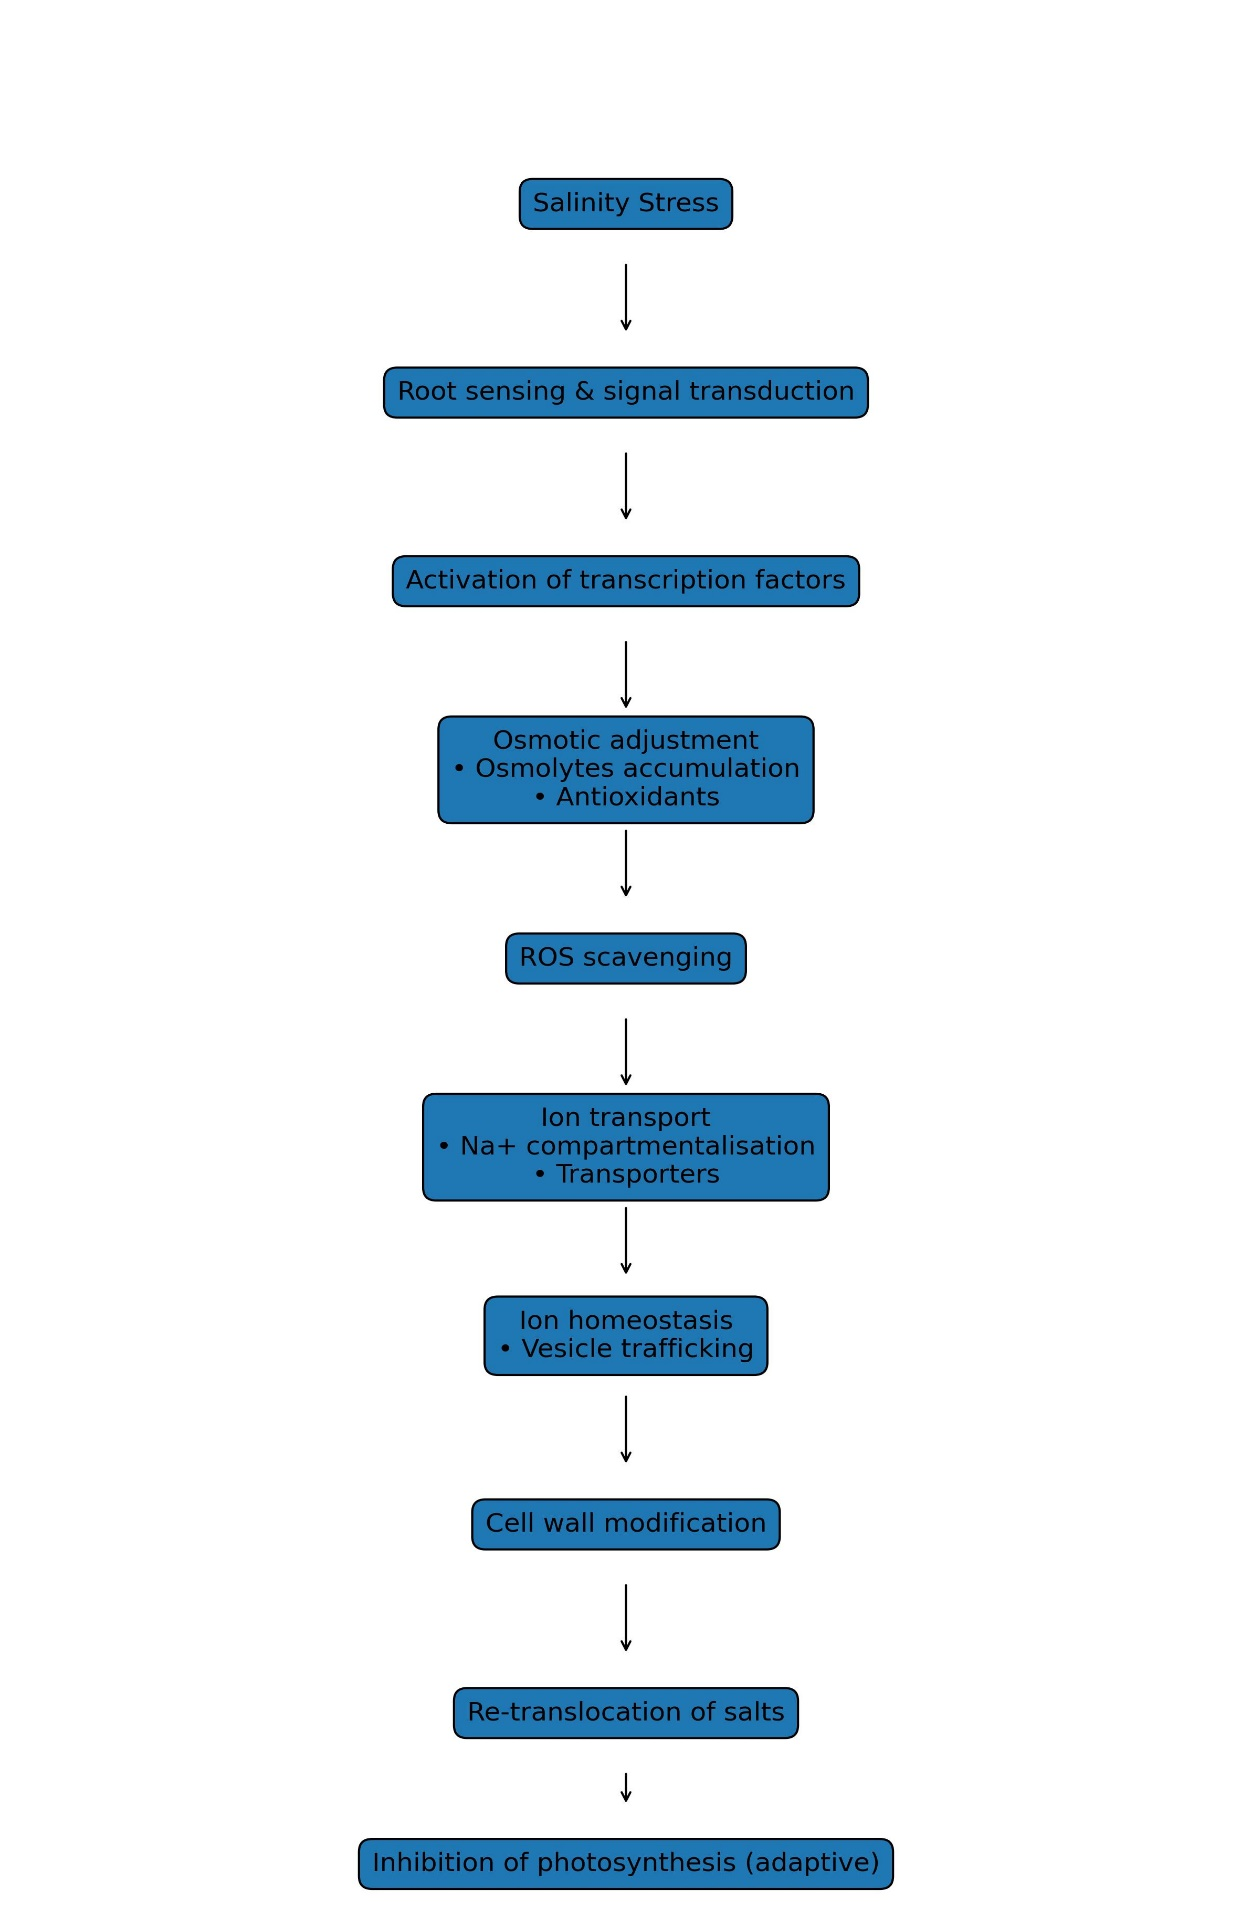 Salinity Stress
Root sensing & signal transduction
Activation of transcription factors
Osmotic adjustment
• Osmolytes accumulation
• Antioxidants
ROS scavenging
Ion transport
• Na+ compartmentalisation
• Transporters
Ion homeostasis
• Vesicle trafficking
Cell wall modification
Re-translocation of salts
Inhibition of photosynthesis (adaptive)